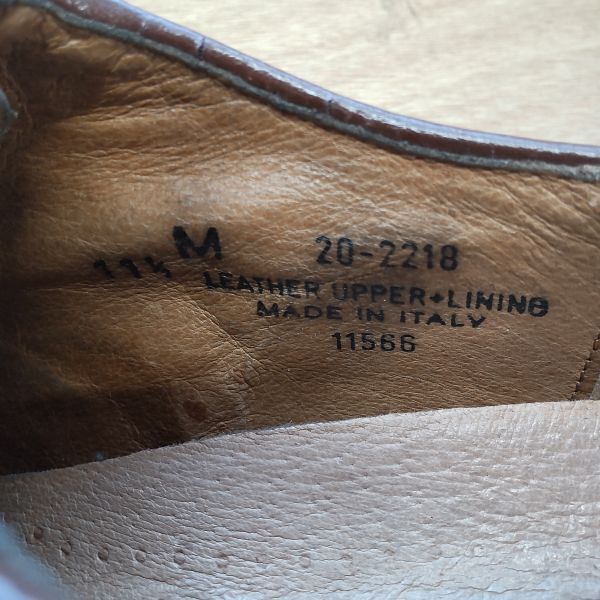 11½ M 20-2218
LEATHER UPPER+LINING
MADE IN ITALY
11566